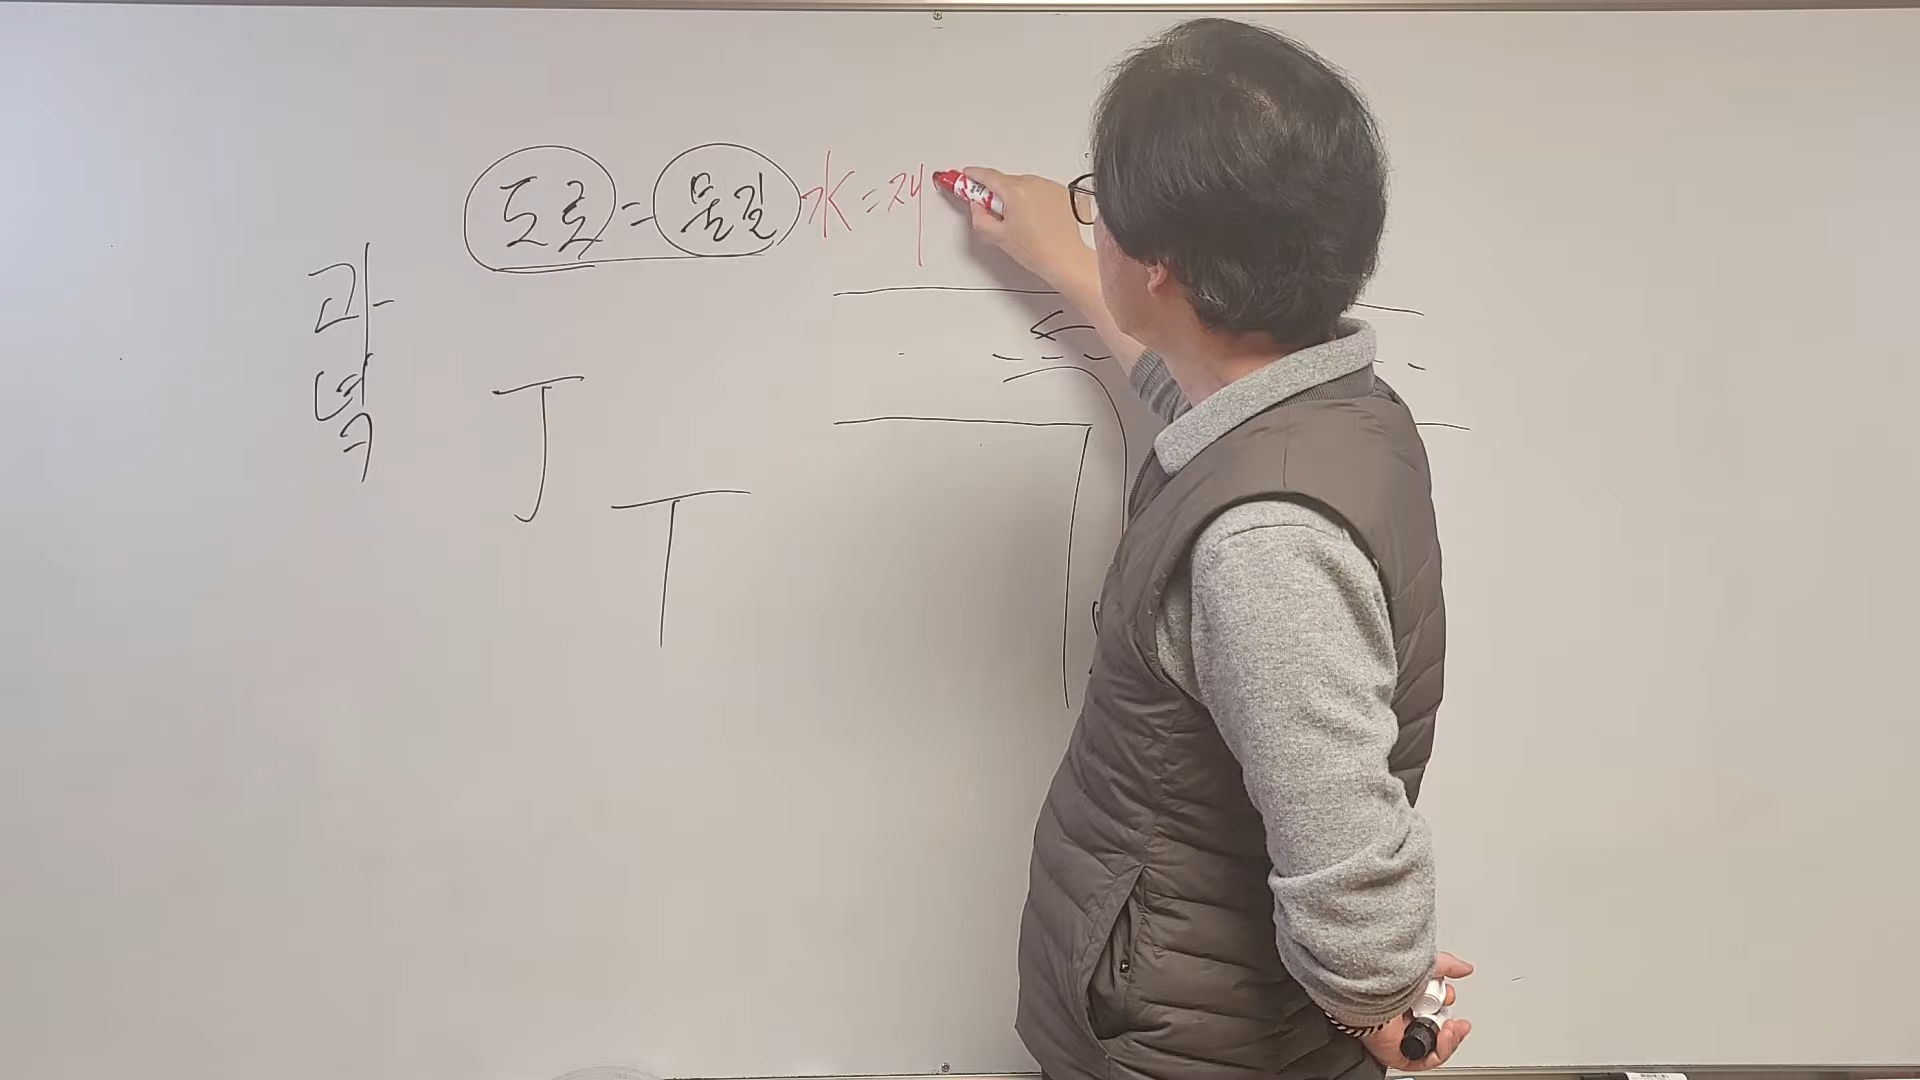 도로 = 물길 水 = 재
과
녁
J
T